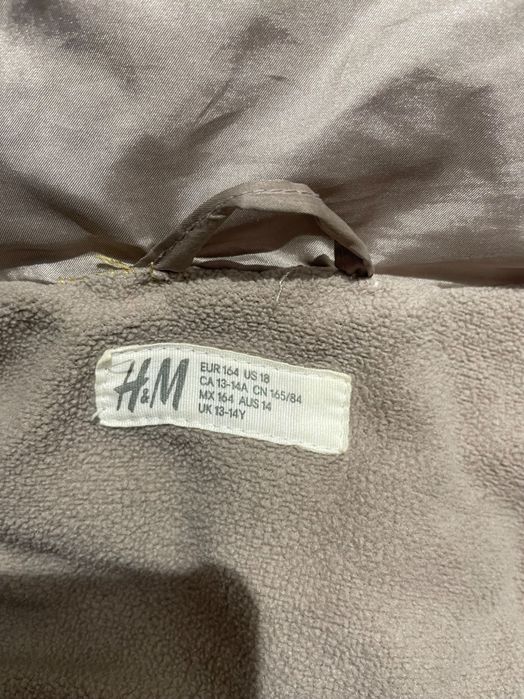 H&M
EUR 164 US 18
CA 13-14A CN 165/84
MX 164 AUS 14
UK 13-14Y